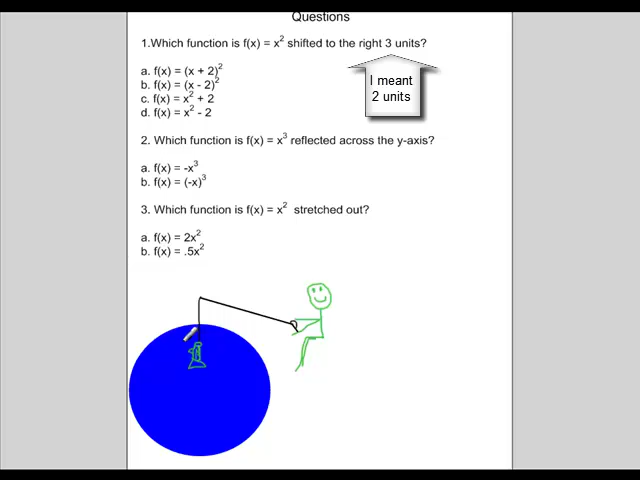 Questions
1.Which function is f(x) = x² shifted to the right 3 units?
I meant
2 units
a. f(x) = (x + 2)²
b. f(x) = (x - 2)²
c. f(x) = x² + 2
d. f(x) = x² - 2
2. Which function is f(x) = x³ reflected across the y-axis?
a. f(x) = -x³
b. f(x) = (-x)³
3. Which function is f(x) = x² stretched out?
a. f(x) = 2x²
b. f(x) = .5x²